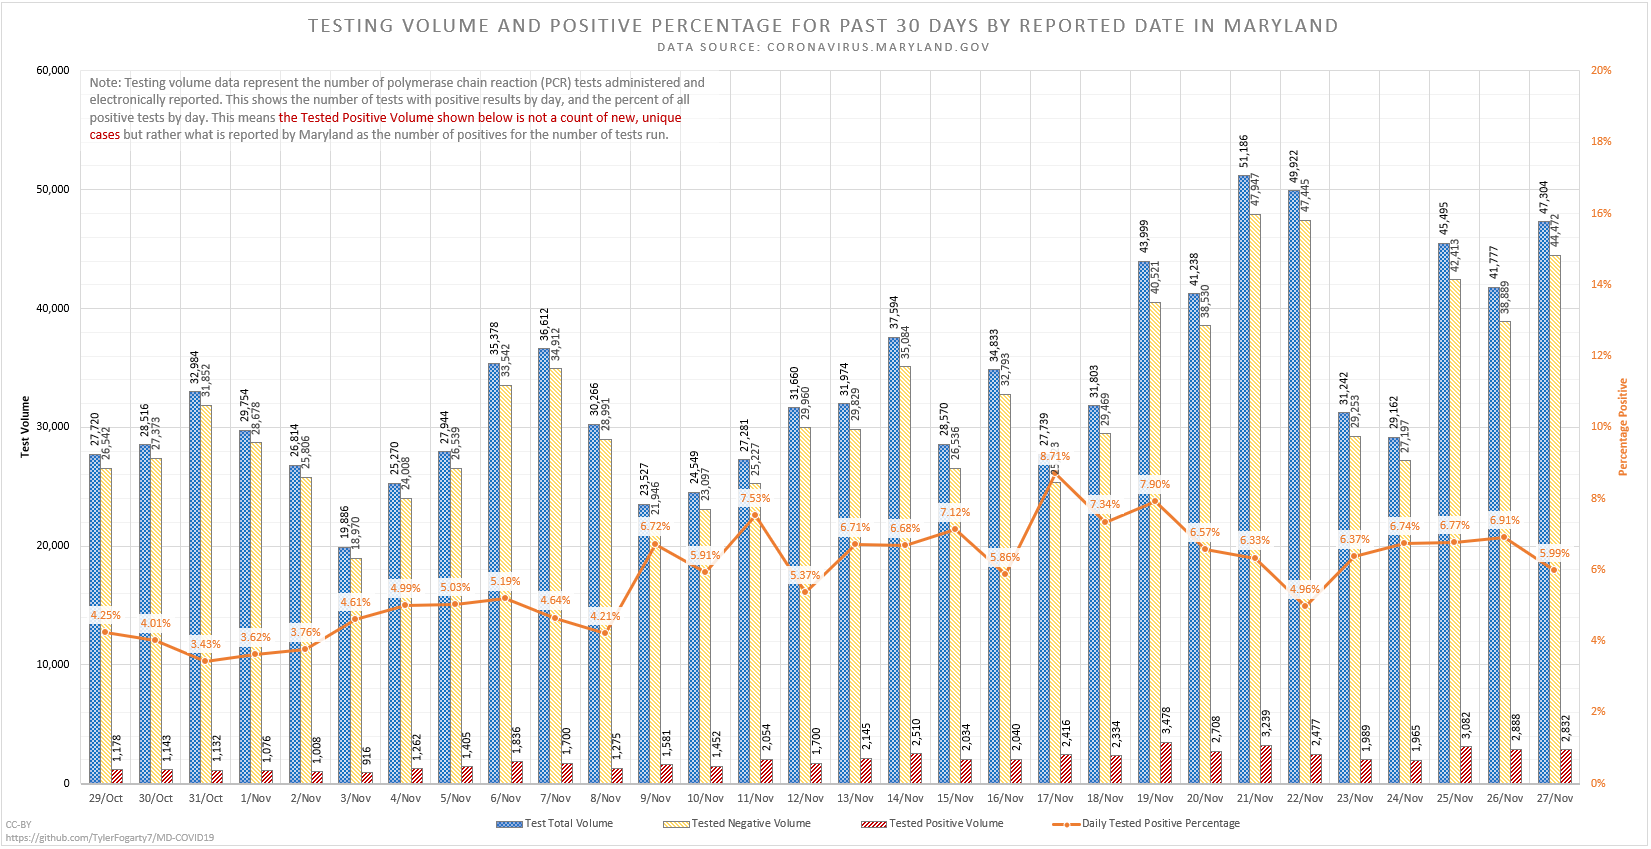 TESTING VOLUME AND POSITIVE PERCENTAGE FOR PAST 30 DAYS BY REPORTED DATE IN MARYLAND
DATA SOURCE: CORONAVIRUS.MARYLAND.GOV
Note: Testing volume data represent the number of polymerase chain reaction (PCR) tests administered and
electronically reported. This shows the number of tests with positive results by day, and the percent of all
positive tests by day. This means the Tested Positive Volume shown below is not a count of new, unique
cases but rather what is reported by Maryland as the number of positives for the number of tests run.
60,000
50,000
40,000
30,000
20,000
10,000
0
Test Volume
20%
18%
16%
14%
12%
10%
8%
6%
4%
2%
0%
Percentage Positive
27,720 26,542 4.25% 1,178
28,516 27,373 4.01% 1,143
32,984 31,852 3.43% 1,132
29,754 28,678 3.62% 1,076
26,814 25,806 3.76% 1,008
19,886 18,970 4.61% 916
25,270 24,008 4.99% 1,262
27,944 26,539 5.03% 1,405
35,378 33,542 5.19% 1,836
36,612 34,912 4.64% 1,700
30,266 28,991 4.21% 1,275
23,527 21,946 6.72% 1,581
24,549 23,097 5.91% 1,452
27,281 25,227 7.53% 2,054
31,660 29,960 5.37% 1,700
31,974 29,829 6.71% 2,145
37,594 35,084 6.68% 2,510
28,570 26,536 7.12% 2,034
34,833 32,793 5.86% 2,040
27,739 8.71% 2,416
31,803 29,469 7.34% 2,334
43,999 40,521 7.90% 3,478
41,238 38,530 6.57% 2,708
51,186 47,947 6.33% 3,239
49,922 47,445 4.96% 2,477
31,242 29,253 6.37% 1,989
29,162 27,197 6.74% 1,965
45,495 42,413 6.77% 3,082
41,777 38,889 6.91% 2,888
47,304 44,472 5.99% 2,832
29/Oct 30/Oct 31/Oct 1/Nov 2/Nov 3/Nov 4/Nov 5/Nov 6/Nov 7/Nov 8/Nov 9/Nov 10/Nov 11/Nov 12/Nov 13/Nov 14/Nov 15/Nov 16/Nov 17/Nov 18/Nov 19/Nov 20/Nov 21/Nov 22/Nov 23/Nov 24/Nov 25/Nov 26/Nov 27/Nov
Test Total Volume Tested Negative Volume Tested Positive Volume Daily Tested Positive Percentage
CC-BY
https://github.com/TylerFogarty7/MD-COVID19